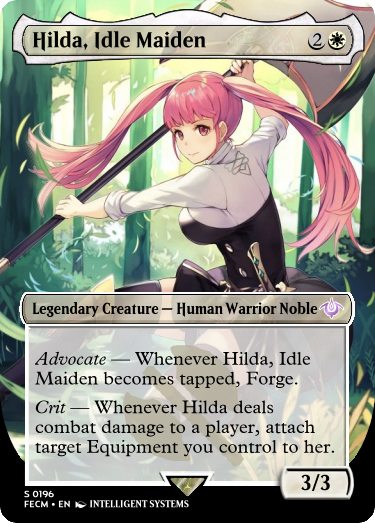 Hilda, Idle Maiden 2
Legendary Creature — Human Warrior Noble
Advocate — Whenever Hilda, Idle
Maiden becomes tapped, Forge.
Crit — Whenever Hilda deals
combat damage to a player, attach
target Equipment you control to her.
3/3
S 0196
FECM • EN INTELLIGENT SYSTEMS